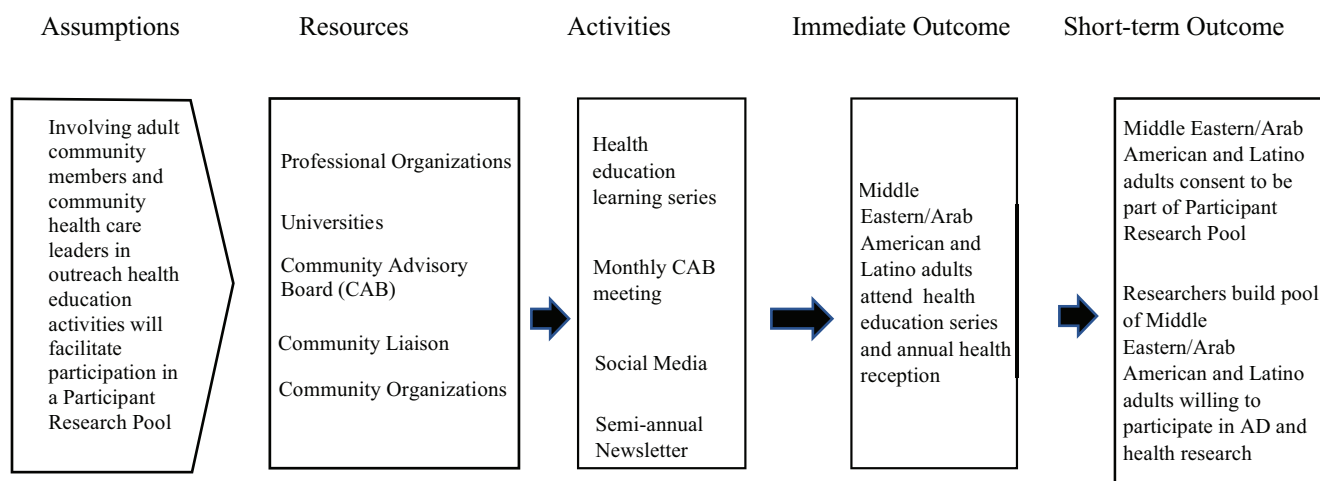 Assumptions
Resources
Activities
Immediate Outcome
Short-term Outcome
Involving adult
community
members and
community
health care
leaders in
outreach health
education
activities will
facilitate
participation in
a Participant
Research Pool
Professional Organizations
Universities
Community Advisory
Board (CAB)
Community Liaison
Community Organizations
Health
education
learning series
Monthly CAB
meeting
Social Media
Semi-annual
Newsletter
Middle
Eastern/Arab
American and
Latino adults
attend health
education series
and annual health
reception
Middle Eastern/Arab
American and Latino
adults consent to be
part of Participant
Research Pool
Researchers build pool
of Middle
Eastern/Arab
American and Latino
adults willing to
participate in AD and
health research